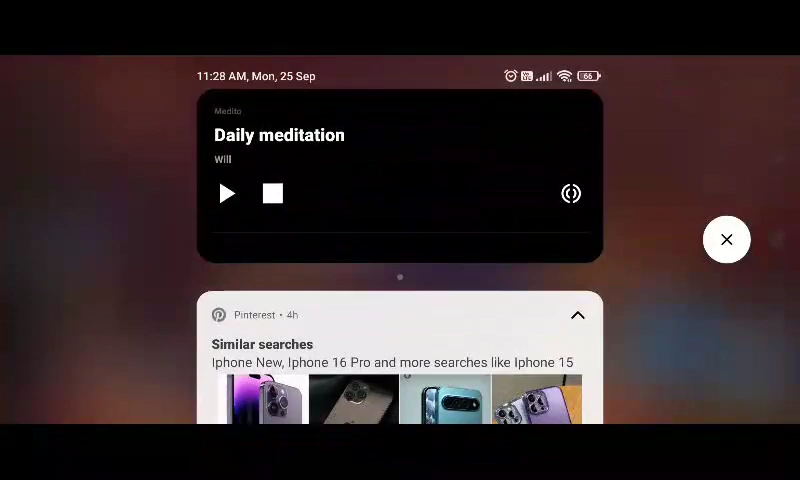 11:28 AM, Mon, 25 Sep
66
Medito
Daily meditation
Will
Pinterest • 4h
Similar searches
Iphone New, Iphone 16 Pro and more searches like Iphone 15